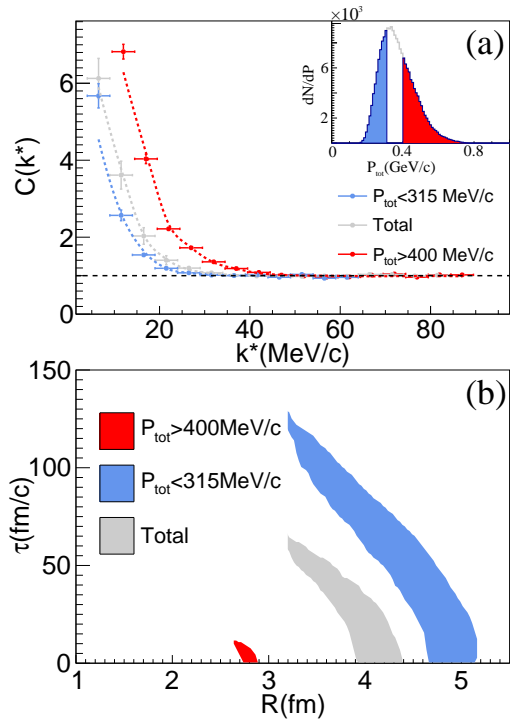 (a)
×10³
dN/dP
6
4
2
0 0.4 0.8
P_tot(GeV/c)
P_tot<315 MeV/c
Total
P_tot>400 MeV/c
C(k*)
6
4
2
0
20 40 60 80
k*(MeV/c)
(b)
150
100
50
0
τ(fm/c)
P_tot>400MeV/c
P_tot<315MeV/c
Total
1 2 3 4 5
R(fm)